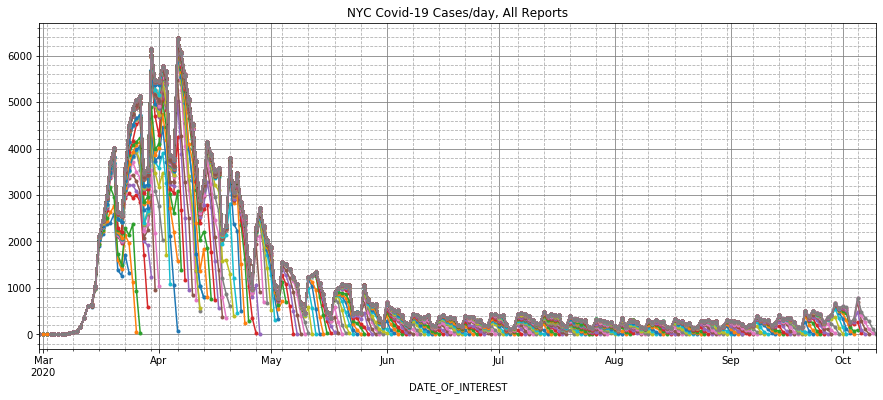 NYC Covid-19 Cases/day, All Reports
6000
5000
4000
3000
2000
1000
0
Mar Apr May Jun Jul Aug Sep Oct
2020
DATE_OF_INTEREST